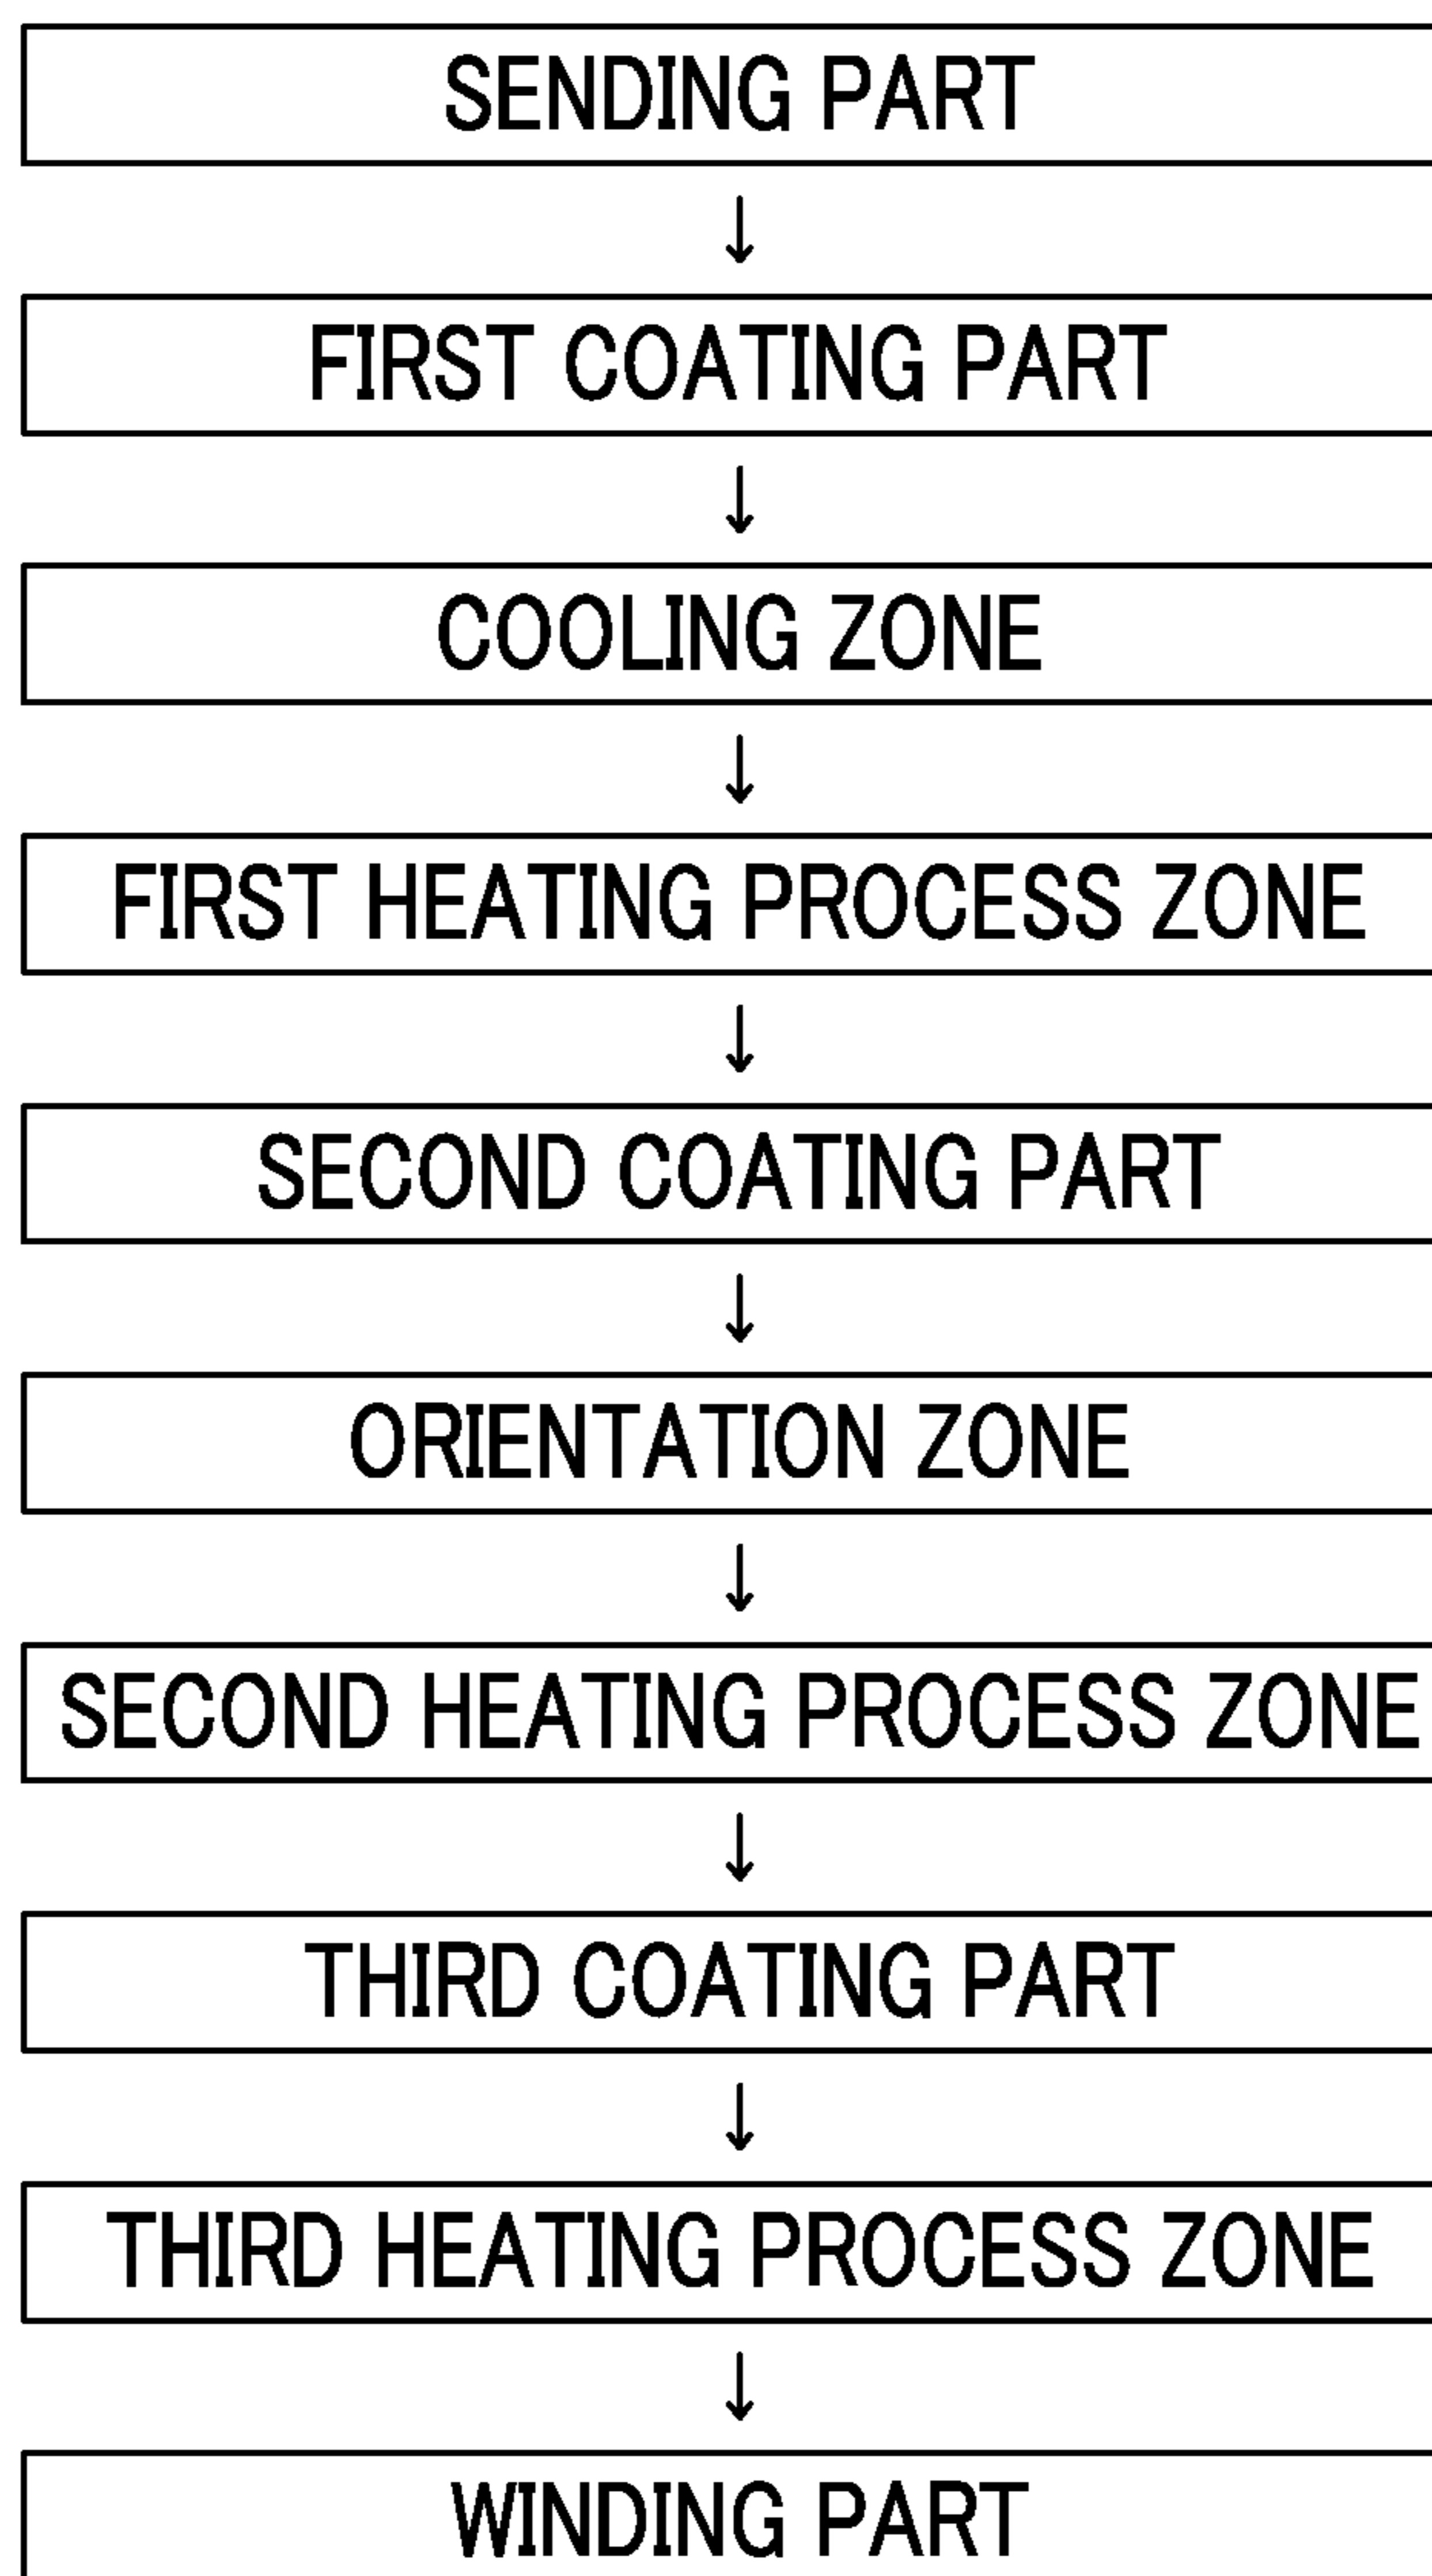 SENDING PART
↓
FIRST COATING PART
↓
COOLING ZONE
↓
FIRST HEATING PROCESS ZONE
↓
SECOND COATING PART
↓
ORIENTATION ZONE
↓
SECOND HEATING PROCESS ZONE
↓
THIRD COATING PART
↓
THIRD HEATING PROCESS ZONE
↓
WINDING PART